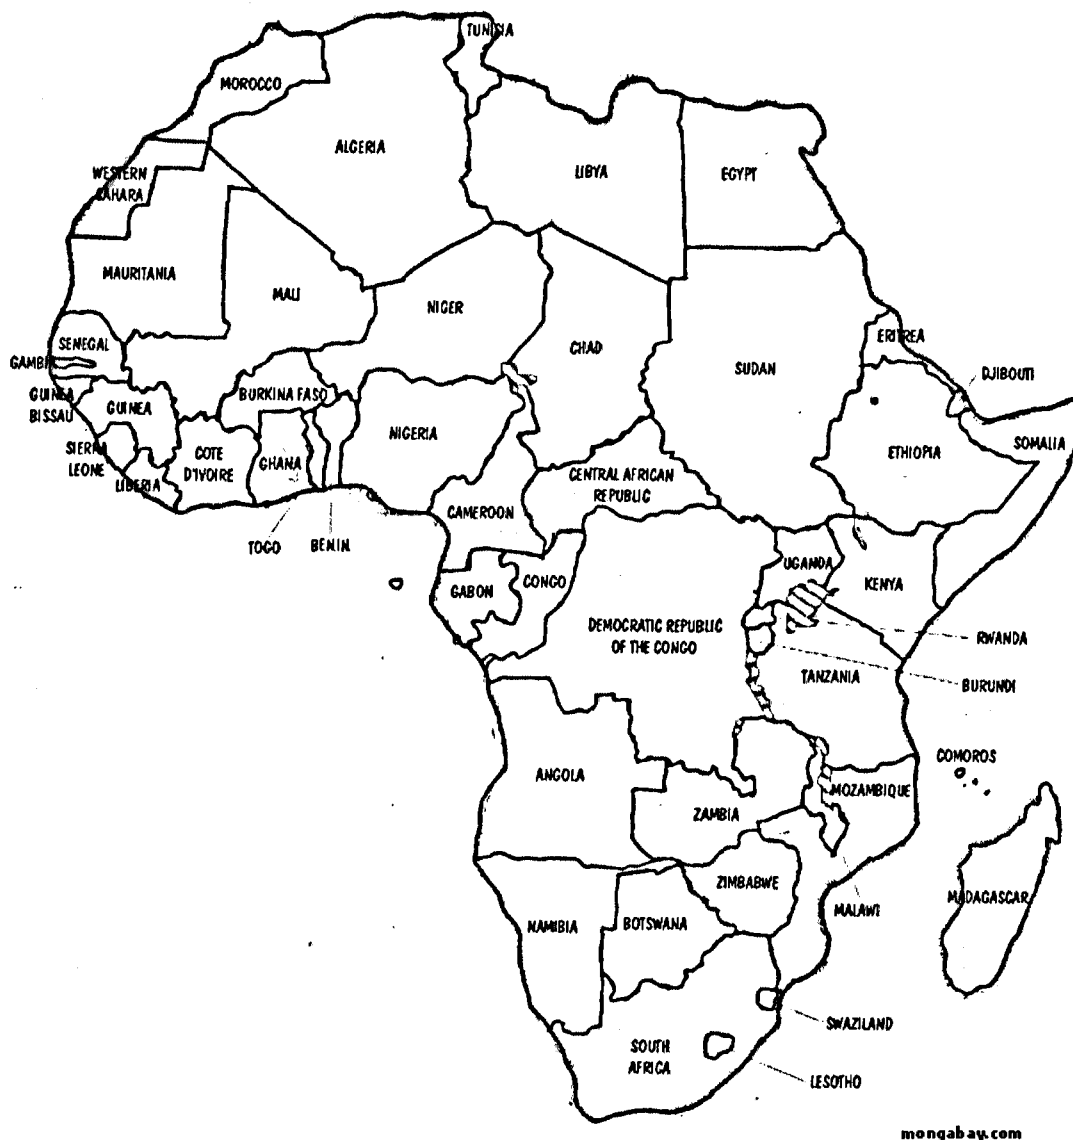 TUNISIA
MOROCCO
ALGERIA
LIBYA
EGYPT
WESTERN
SAHARA
MAURITANIA
MALI
NIGER
CHAD
SUDAN
ERITREA
SENEGAL
GAMBI
DJIBOUTI
GUINEA
BISSAU
GUINEA
BURKINA FASO
NIGERIA
ETHIOPIA
SOMALIA
SIERRA
LEONE
LIBERIA
COTE
D'IVOIRE
GHANA
CENTRAL AFRICAN
REPUBLIC
CAMEROON
TOGO
BENIN
GABON
CONGO
UGANDA
KENYA
DEMOCRATIC REPUBLIC
OF THE CONGO
RWANDA
TANZANIA
BURUNDI
COMOROS
ANGOLA
ZAMBIA
MOZAMBIQUE
ZIMBABWE
MALAWI
MADAGASCAR
NAMIBIA
BOTSWANA
SWAZILAND
SOUTH
AFRICA
LESOTHO
mongabay.com